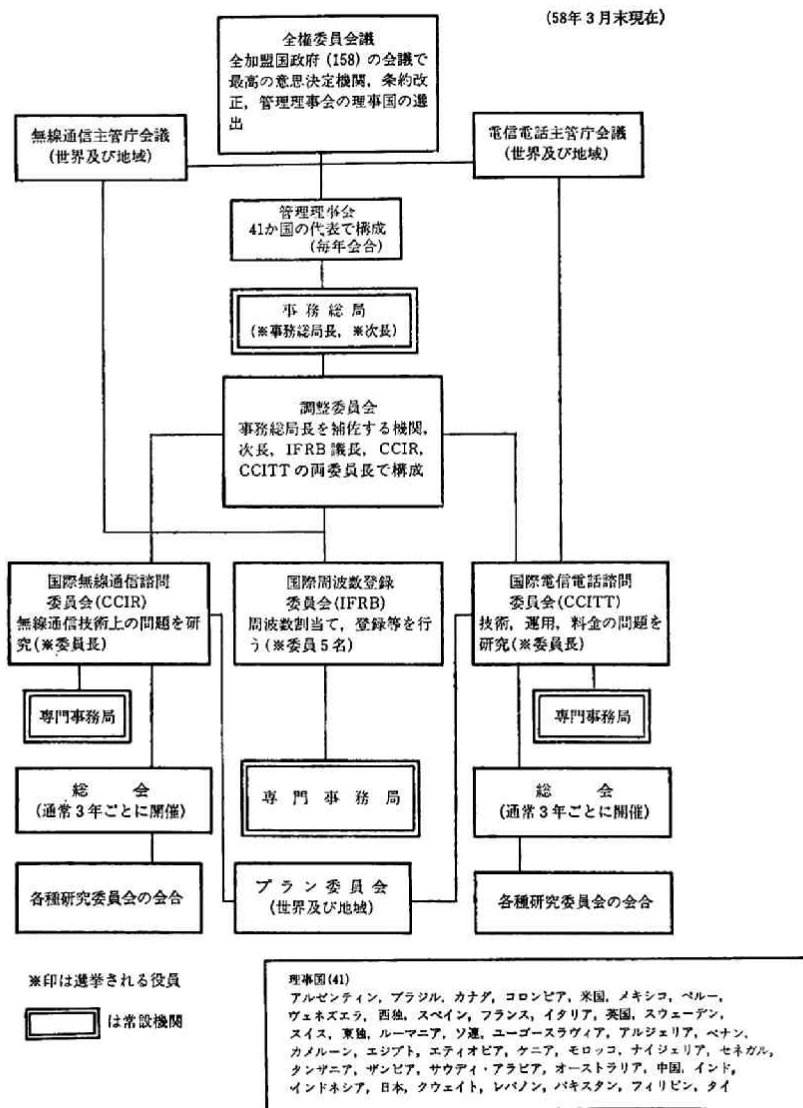 (58年3月末現在)
全権委員会議
全加盟国政府(158)の会議で
最高の意思決定機関，条約改
正，管理理事会の理事国の選
出
無線通信主管庁会議
(世界及び地域)
電信電話主管庁会議
(世界及び地域)
管理理事会
41か国の代表で構成
(毎年会合)
事務総局
(※事務総局長，※次長)
調整委員会
事務総局長を補佐する機関，
次長，IFRB議長，CCIR，
CCITTの両委員長で構成
国際無線通信諮問
委員会(CCIR)
無線通信技術上の問題を研
究(※委員長)
国際周波数登録
委員会(IFRB)
周波数割当て，登録等を行
う(※委員5名)
国際電信電話諮問
委員会(CCITT)
技術，運用，料金の問題を
研究(※委員長)
専門事務局
専門事務局
専門事務局
総会
(通常3年ごとに開催)
総会
(通常3年ごとに開催)
各種研究委員会の会合
プラン委員会
(世界及び地域)
各種研究委員会の会合
※印は選挙される役員
は常設機関
理事国(41)
アルゼンティン，ブラジル，カナダ，コロンビア，米国，メキシコ，ペルー，
ヴェネズエラ，西独，スペイン，フランス，イタリア，英国，スウェーデン，
スイス，東独，ルーマニア，ソ連，ユーゴースラヴィア，アルジェリア，ベナン，
カメルーン，エジプト，エティオピア，ケニア，モロッコ，ナイジェリア，セネガル，
タンザニア，ザンビア，サウディ・アラビア，オーストラリア，中国，インド，
インドネシア，日本，クウェイト，レバノン，パキスタン，フィリピン，タイ